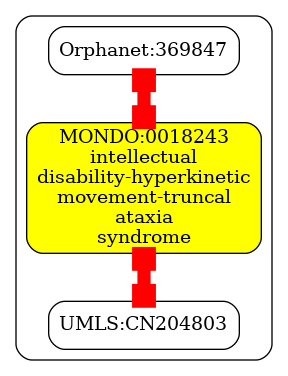 Orphanet:369847
MONDO:0018243
intellectual
disability-hyperkinetic
movement-truncal
ataxia
syndrome
UMLS:CN204803